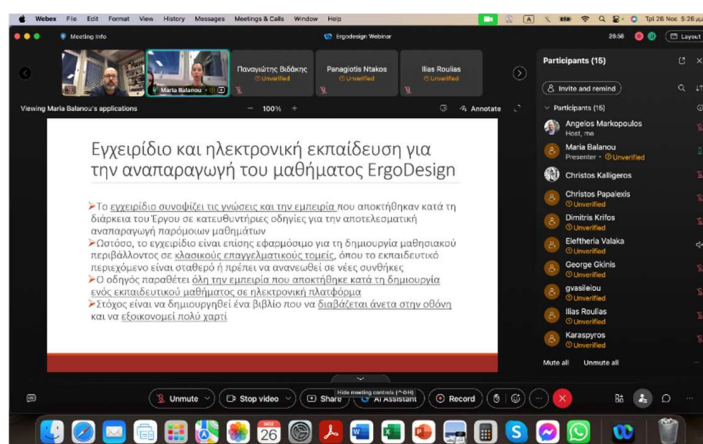 Webex File Edit Format View History Messages Meetings & Calls Window Help
Τρι 26 Νοε 5:26 μμ
Meeting Info
Ergodesign Webinar
28:58
Layout
Maria Balanou
Παναγιώτης Βιδάκης
Unverified
Panagiotis Ntakos
Unverified
Ilias Roulias
Unverified
Viewing Maria Balanou's applications
100%
Annotate
Εγχειρίδιο και ηλεκτρονική εκπαίδευση για
την αναπαραγωγή του μαθήματος ErgoDesign
Το εγχειρίδιο συνοψίζει τις γνώσεις και την εμπειρία που αποκτήθηκαν κατά τη
διάρκεια του Έργου σε κατευθυντήριες οδηγίες για την αποτελεσματική
αναπαραγωγή παρόμοιων μαθημάτων
Ωστόσο, το εγχειρίδιο είναι επίσης εφαρμόσιμο για τη δημιουργία μαθησιακού
περιβάλλοντος σε κλασικούς επαγγελματικούς τομείς, όπου το εκπαιδευτικό
περιεχόμενο είναι σταθερό ή πρέπει να ανανεωθεί σε νέες συνθήκες
Ο οδηγός παραθέτει όλη την εμπειρία που αποκτήθηκε κατά τη δημιουργία
ενός εκπαιδευτικού μαθήματος σε ηλεκτρονική πλατφόρμα
Στόχος είναι να δημιουργηθεί ένα βιβλίο που να διαβάζεται άνετα στην οθόνη
και να εξοικονομεί πολύ χαρτί
Participants (15)
Invite and remind
Participants (15)
Angelos Markopoulos
Host, me
Maria Balanou
Presenter • Unverified
Christos Kalligeros
Christos Papalexis
Unverified
Dimitris Krifos
Unverified
Eleftheria Valaka
Unverified
George Gkinis
Unverified
gvasileiou
Unverified
Ilias Roulias
Unverified
Karaspyros
Unverified
Mute all Unmute all
Hide meeting controls (^⇧H)
Unmute
Stop video
Share
AI Assistant
Record
ΝΟΕ
26